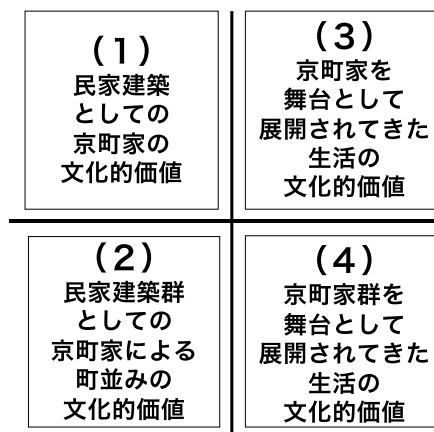 （1）
民家建築
としての
京町家の
文化的価値
（3）
京町家を
舞台として
展開されてきた
生活の
文化的価値
（2）
民家建築群
としての
京町家による
町並みの
文化的価値
（4）
京町家群を
舞台として
展開されてきた
生活の
文化的価値